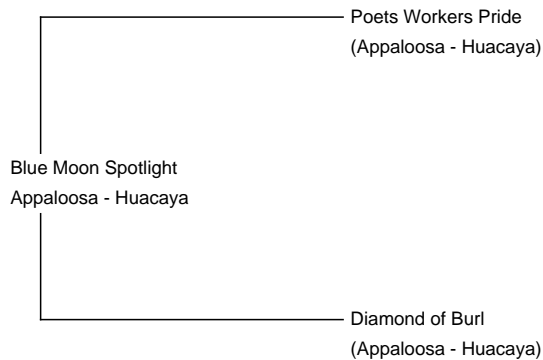 Poets Workers Pride
(Appaloosa - Huacaya)
Blue Moon Spotlight
Appaloosa - Huacaya
Diamond of Burl
(Appaloosa - Huacaya)